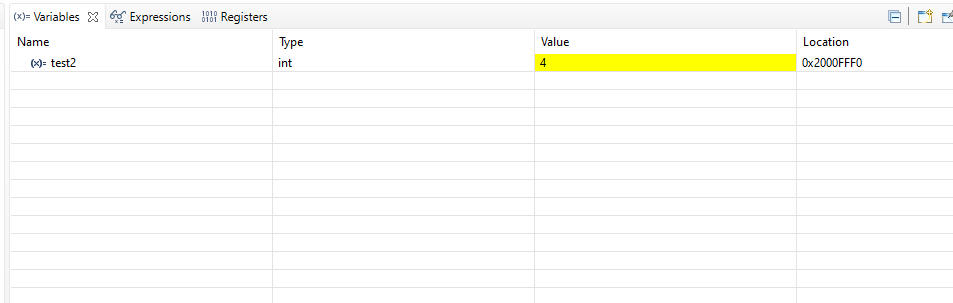 (x)= Variables Expressions 1010 0101 Registers
Name Type Value Location
(x)= test2 int 4 0x2000FFF0